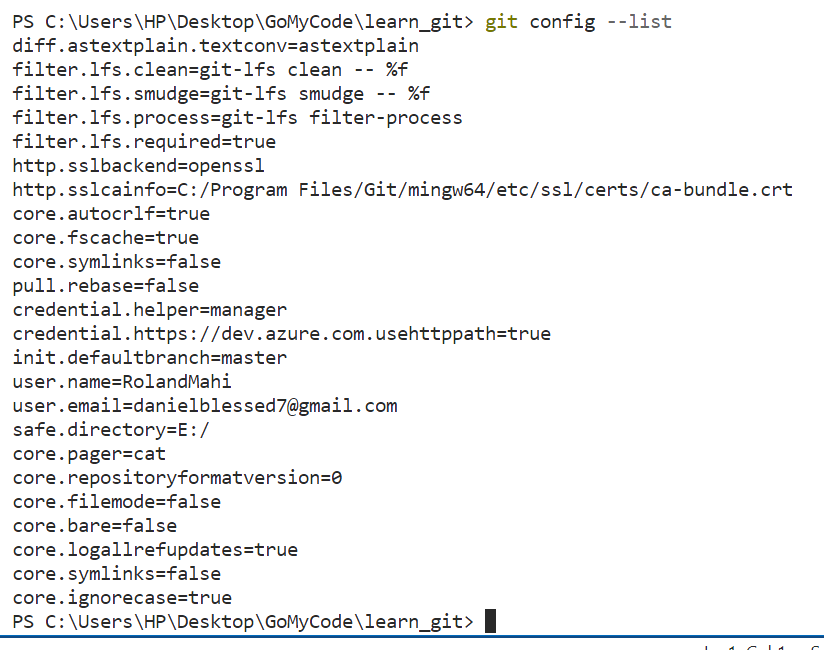 PS C:\Users\HP\Desktop\GoMyCode\learn_git> git config --list
diff.astextplain.textconv=astextplain
filter.lfs.clean=git-lfs clean -- %f
filter.lfs.smudge=git-lfs smudge -- %f
filter.lfs.process=git-lfs filter-process
filter.lfs.required=true
http.sslbackend=openssl
http.sslcainfo=C:/Program Files/Git/mingw64/etc/ssl/certs/ca-bundle.crt
core.autocrlf=true
core.fscache=true
core.symlinks=false
pull.rebase=false
credential.helper=manager
credential.https://dev.azure.com.usehttppath=true
init.defaultbranch=master
user.name=RolandMahi
user.email=danielblessed7@gmail.com
safe.directory=E:/
core.pager=cat
core.repositoryformatversion=0
core.filemode=false
core.bare=false
core.logallrefupdates=true
core.symlinks=false
core.ignorecase=true
PS C:\Users\HP\Desktop\GoMyCode\learn_git>